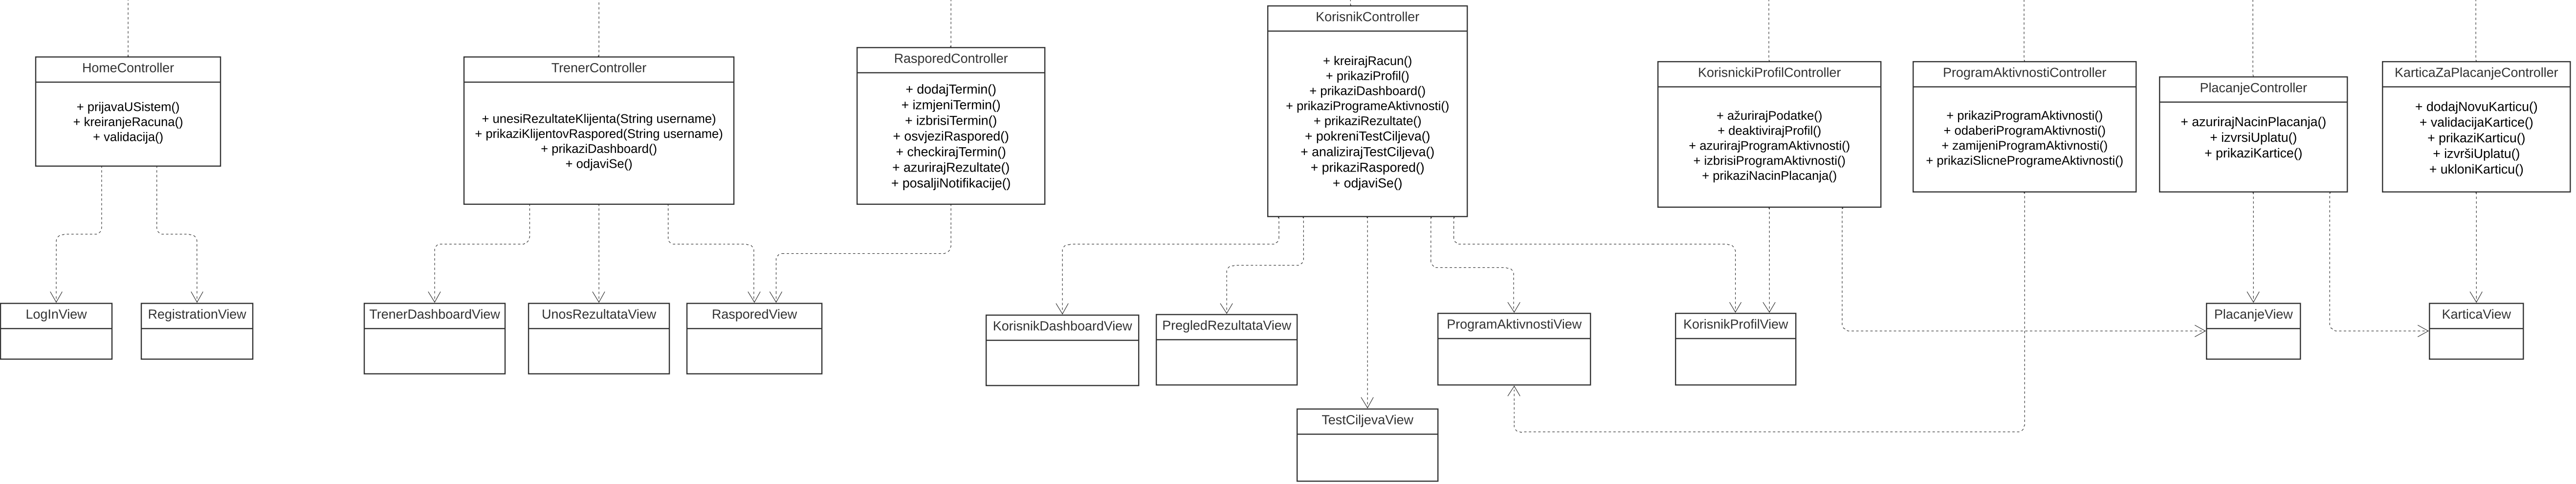 HomeController
+ prijavaUSistem()
+ kreiranjeRacuna()
+ validacija()
TrenerController
+ unesiRezultateKlijenta(String username)
+ prikaziKlijentovRaspored(String username)
+ prikaziDashboard()
+ odjaviSe()
RasporedController
+ dodajTermin()
+ izmjeniTermin()
+ izbrisiTermin()
+ osvjeziRaspored()
+ checkirajTermin()
+ azurirajRezultate()
+ posaljiNotifikacije()
KorisnikController
+ kreirajRacun()
+ prikaziProfil()
+ prikaziDashboard()
+ prikaziProgrameAktivnosti()
+ prikaziRezultate()
+ pokreniTestCiljeva()
+ analizirajTestCiljeva()
+ prikaziRaspored()
+ odjaviSe()
KorisnickiProfilController
+ ažurirajPodatke()
+ deaktivirajProfil()
+ azurirajProgramAktivnosti()
+ izbrisiProgramAktivnosti()
+ prikaziNacinPlacanja()
ProgramAktivnostiController
+ prikaziProgramAktivnosti()
+ odaberiProgramAktivnosti()
+ zamijeniProgramAktivnosti()
+ prikaziSlicneProgrameAktivnosti()
PlacanjeController
+ azurirajNacinPlacanja()
+ izvrsiUplatu()
+ prikaziKartice()
KarticaZaPlacanjeController
+ dodajNovuKarticu()
+ validacijaKartice()
+ prikaziKarticu()
+ izvršiUplatu()
+ ukloniKarticu()
LogInView
RegistrationView
TrenerDashboardView
UnosRezultataView
RasporedView
KorisnikDashboardView
PregledRezultataView
TestCiljevaView
ProgramAktivnostiView
KorisnikProfilView
PlacanjeView
KarticaView